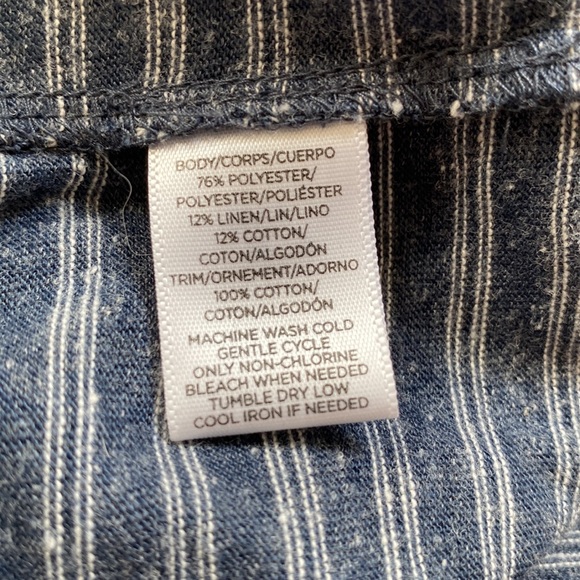 BODY/CORPS/CUERPO
76% POLYESTER/
POLYESTER/POLIÉSTER
12% LINEN/LIN/LINO
12% COTTON/
COTON/ALGODÓN
TRIM/ORNEMENT/ADORNO
100% COTTON/
COTON/ALGODÓN
MACHINE WASH COLD
GENTLE CYCLE
ONLY NON-CHLORINE
BLEACH WHEN NEEDED
TUMBLE DRY LOW
COOL IRON IF NEEDED